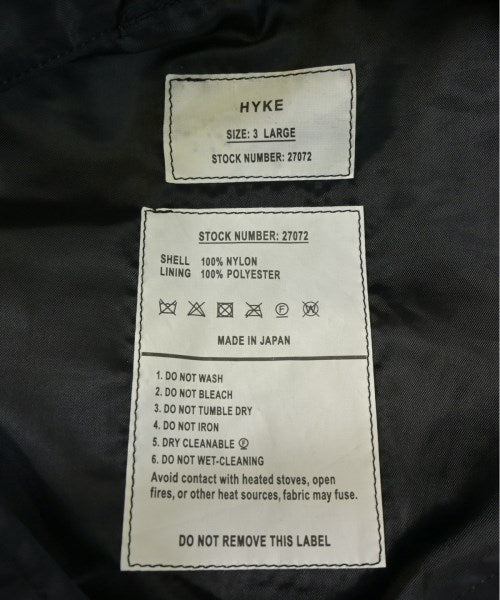 HYKE
SIZE: 3 LARGE
STOCK NUMBER: 27072
STOCK NUMBER: 27072
SHELL 100% NYLON
LINING 100% POLYESTER
F W
MADE IN JAPAN
1. DO NOT WASH
2. DO NOT BLEACH
3. DO NOT TUMBLE DRY
4. DO NOT IRON
5. DRY CLEANABLE Ⓕ
6. DO NOT WET-CLEANING
Avoid contact with heated stoves, open
fires, or other heat sources, fabric may fuse.
DO NOT REMOVE THIS LABEL